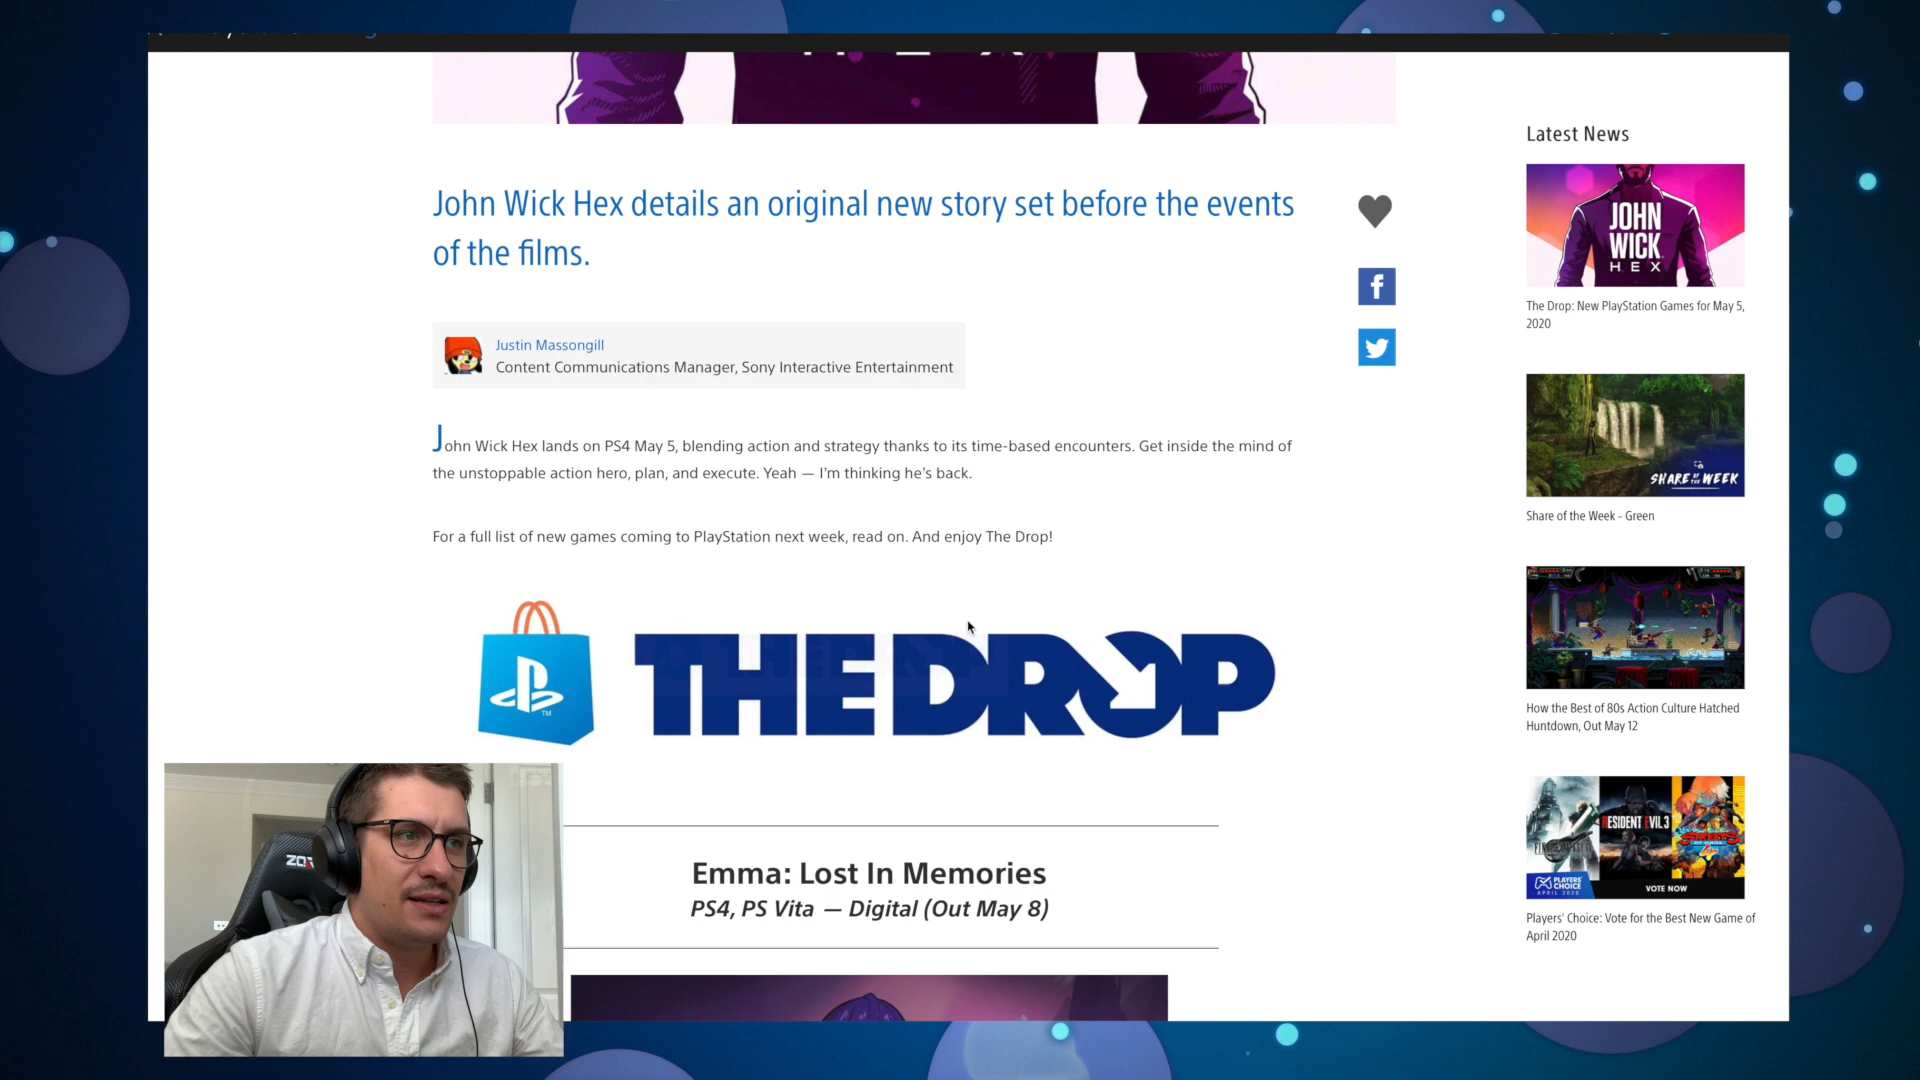 John Wick Hex details an original new story set before the events
of the films.
Justin Massongill
Content Communications Manager, Sony Interactive Entertainment
John Wick Hex lands on PS4 May 5, blending action and strategy thanks to its time-based encounters. Get inside the mind of
the unstoppable action hero, plan, and execute. Yeah — I'm thinking he's back.
For a full list of new games coming to PlayStation next week, read on. And enjoy The Drop!
THE DROP
TM
Emma: Lost In Memories
PS4, PS Vita — Digital (Out May 8)
Latest News
JOHN
WICK
HEX
The Drop: New PlayStation Games for May 5,
2020
SHARE OF THE WEEK
Share of the Week – Green
How the Best of 80s Action Culture Hatched
Huntdown, Out May 12
RESIDENT EVIL 3
PLAYERS'
CHOICE
APRIL 2020
VOTE NOW
Players' Choice: Vote for the Best New Game of
April 2020